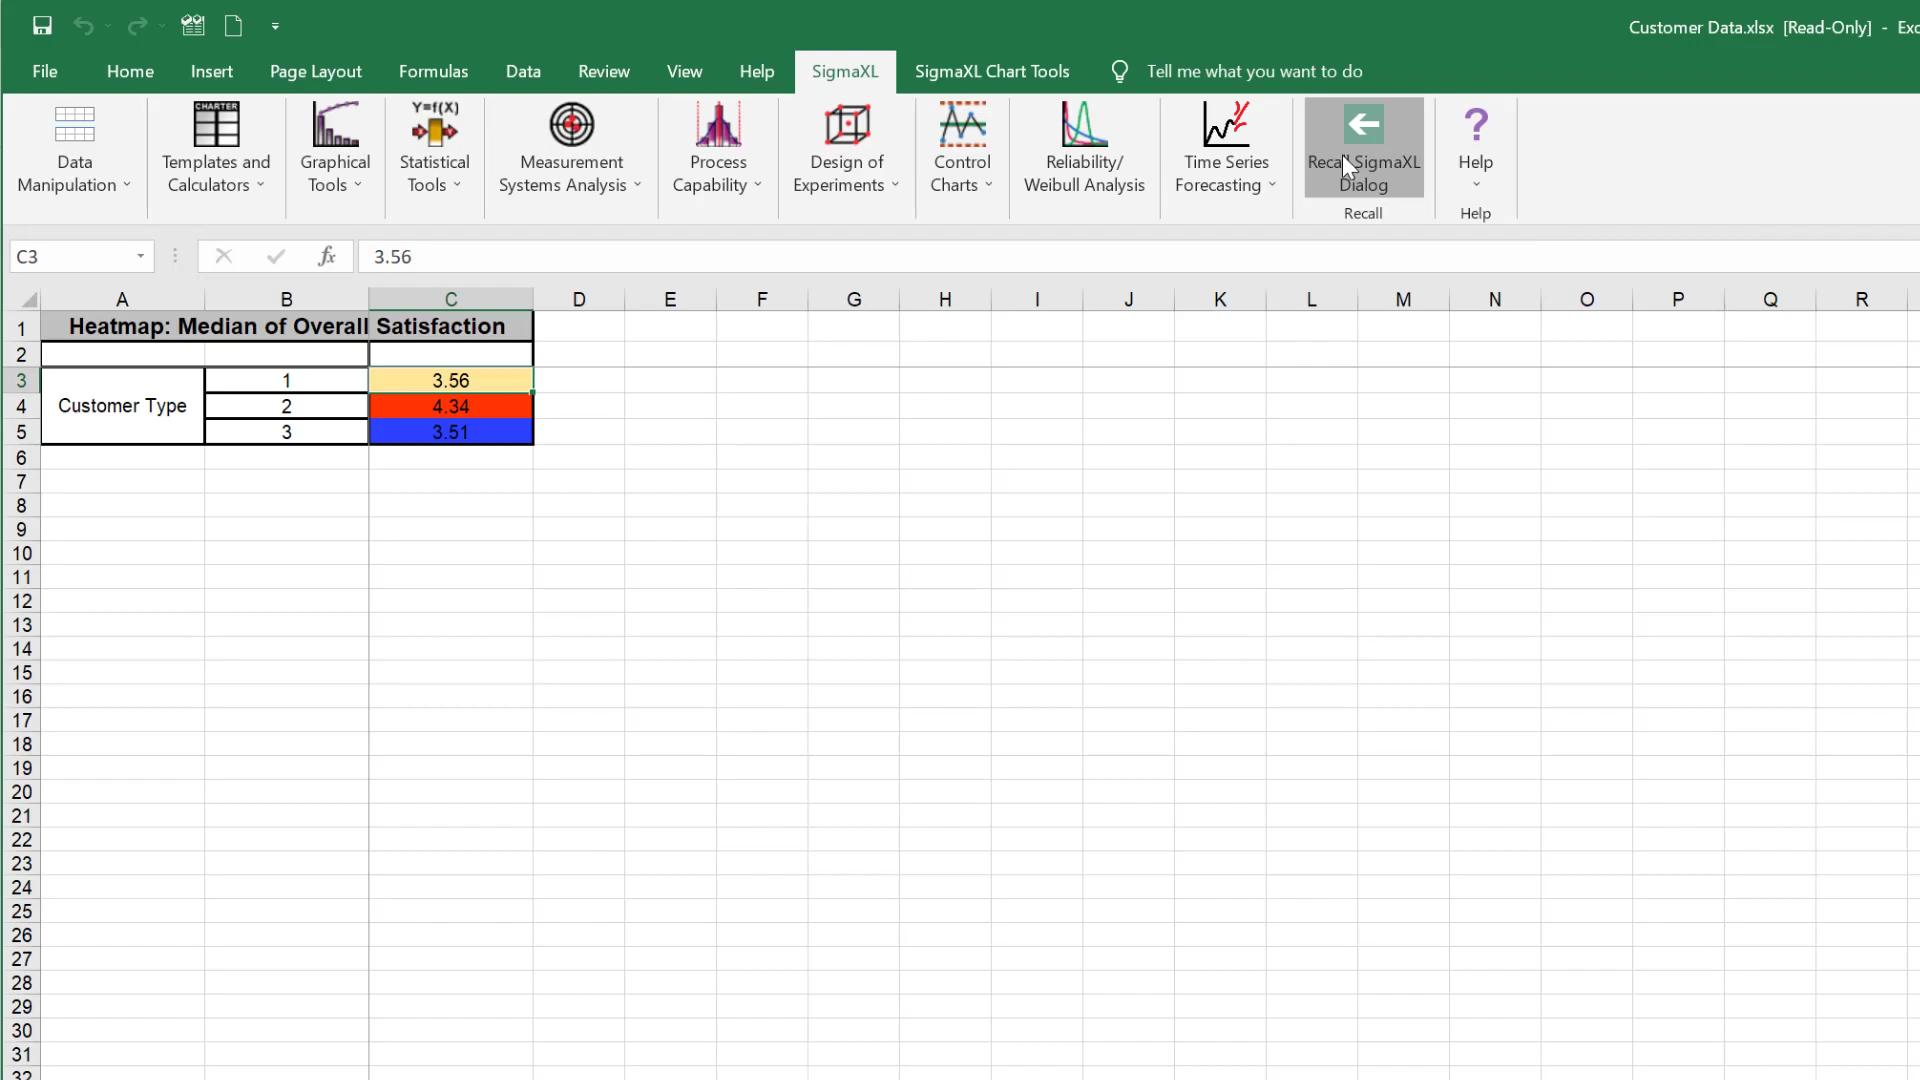 Customer Data.xlsx [Read-Only] - Exc
File Home Insert Page Layout Formulas Data Review View Help SigmaXL SigmaXL Chart Tools Tell me what you want to do
CHARTER Y=f(X)
Data Templates and Graphical Statistical Measurement Process Design of Control Reliability/ Time Series Recall SigmaXL Help
Manipulation Calculators Tools Tools Systems Analysis Capability Experiments Charts Weibull Analysis Forecasting Dialog
Recall Help
C3 fx 3.56
A B C D E F G H I J K L M N O P Q R
1 Heatmap: Median of Overall Satisfaction
2
3 1 3.56
4 Customer Type 2 4.34
5 3 3.51
6
7
8
9
10
11
12
13
14
15
16
17
18
19
20
21
22
23
24
25
26
27
28
29
30
31
32